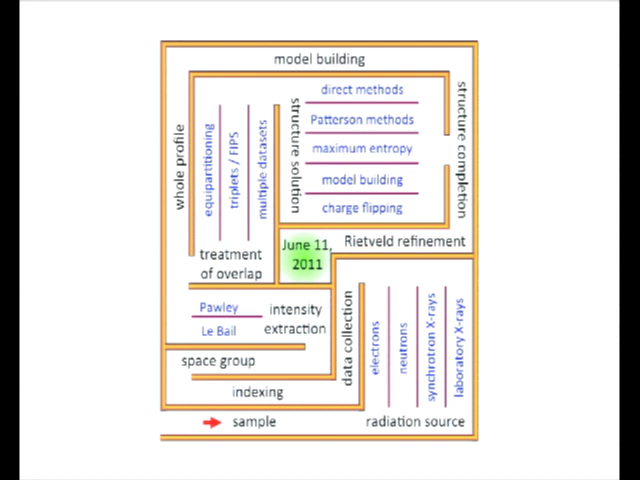 model building
whole profile
equipartitioning
triplets / FIPS
multiple datasets
structure solution
direct methods
Patterson methods
maximum entropy
model building
charge flipping
structure completion
treatment
of overlap
June 11,
2011
Rietveld refinement
Pawley
Le Bail
intensity
extraction
data collection
electrons
neutrons
synchrotron X-rays
laboratory X-rays
space group
indexing
sample
radiation source